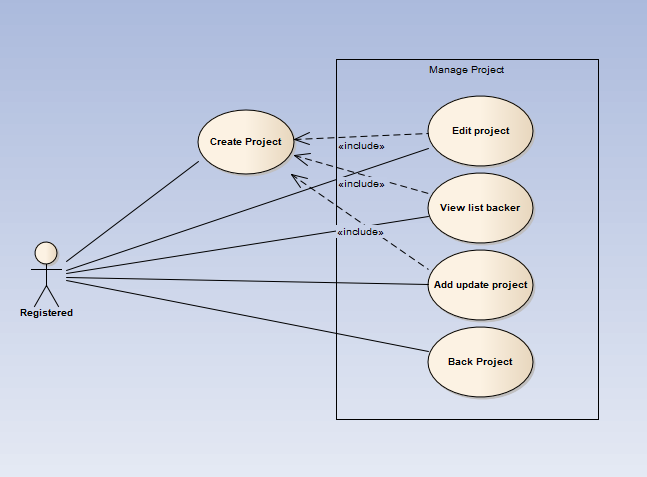 Manage Project
Edit project
Create Project
«include»
«include»
View list backer
«include»
Add update project
Registered
Back Project